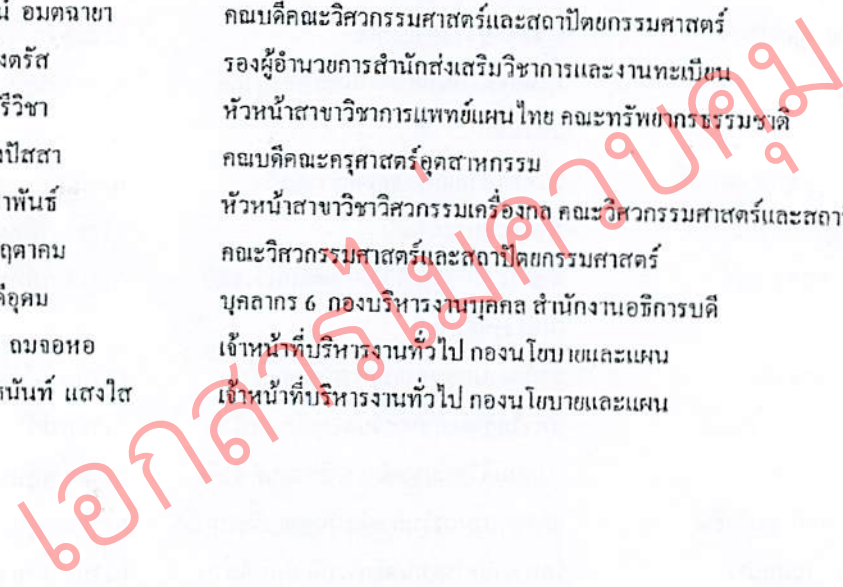 น์ อมตฉายา คณบดีคณะวิศวกรรมศาสตร์และสถาปัตยกรรมศาสตร์
งตรัส รองผู้อำนวยการสำนักส่งเสริมวิชาการและงานทะเบียน
รีวิชา หัวหน้าสาขาวิชาการแพทย์แผนไทย คณะทรัพยากรธรรมชาติ
งปัสสา คณบดีคณะครุศาสตร์อุตสาหกรรม
าพันธ์ หัวหน้าสาขาวิชาวิศวกรรมเครื่องกล คณะวิศวกรรมศาสตร์และสถา
ฤตาคม คณะวิศวกรรมศาสตร์และสถาปัตยกรรมศาสตร์
ดีอุดม บุคลากร 6 กองบริหารงานบุคคล สำนักงานอธิการบดี
ถมจอหอ เจ้าหน้าที่บริหารงานทั่วไป กองนโยบายและแผน
รนันท์ แสงใส เจ้าหน้าที่บริหารงานทั่วไป กองนโยบายและแผน
เอกสารไม่ควบคุม